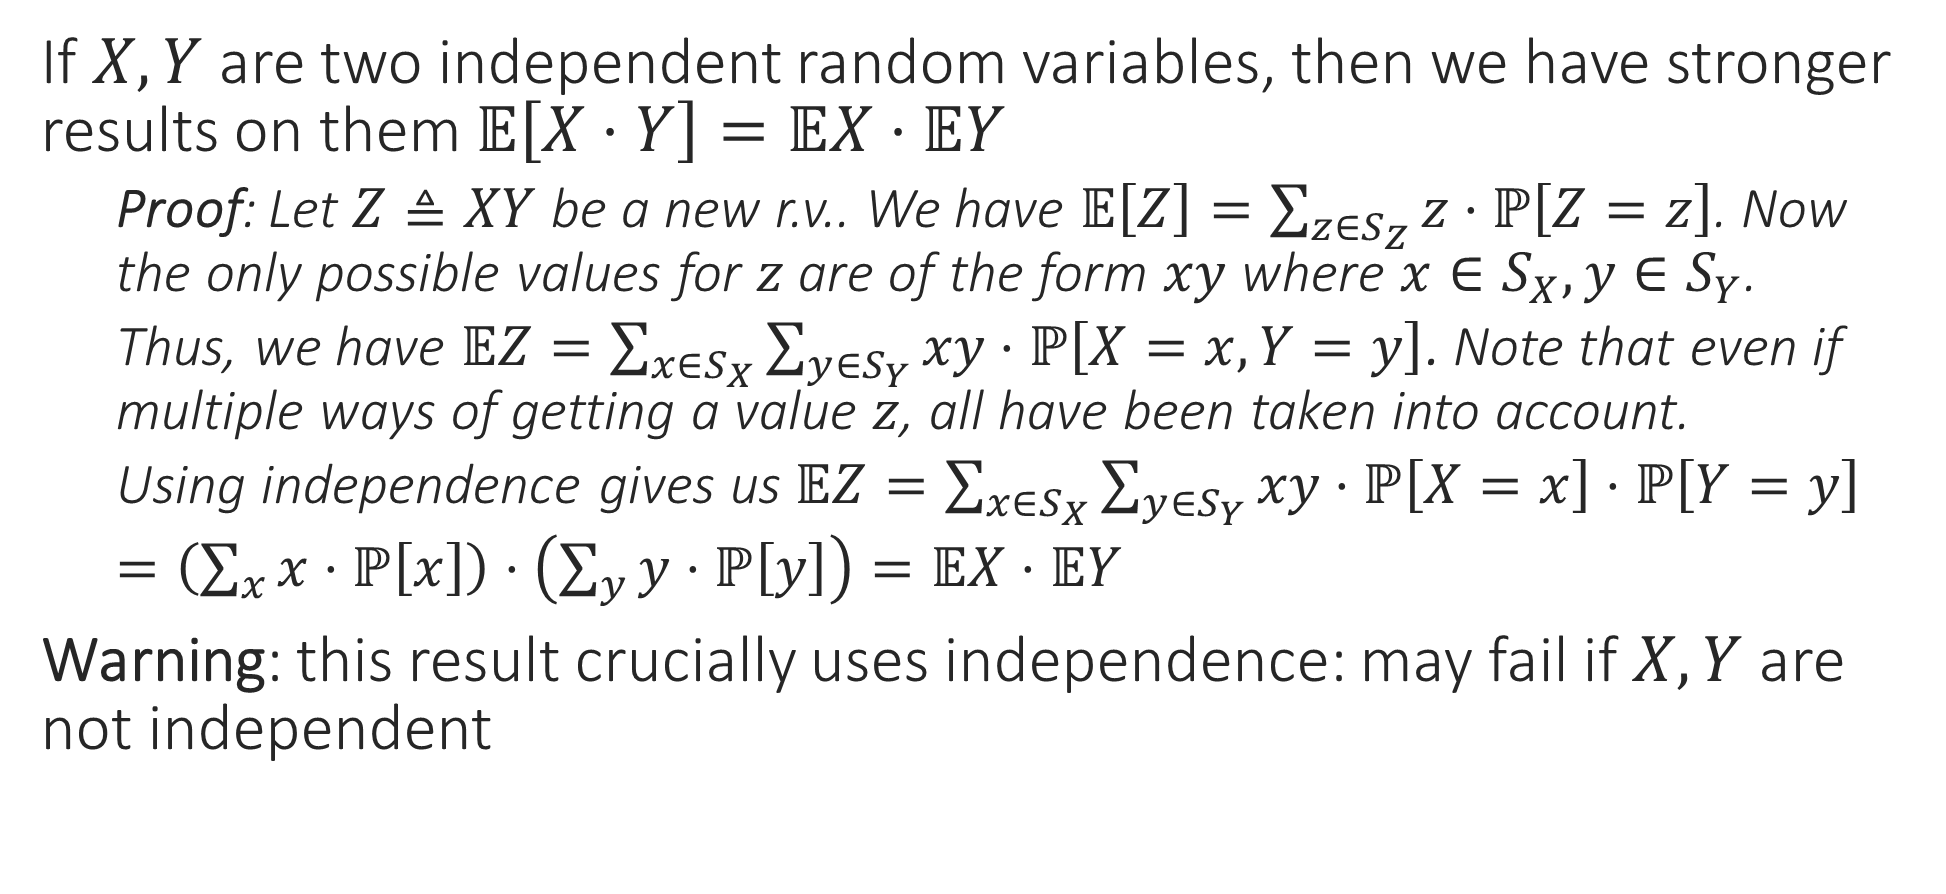 If 𝑋, 𝑌 are two independent random variables, then we have stronger
results on them 𝔼[𝑋 · 𝑌] = 𝔼𝑋 · 𝔼𝑌
Proof: Let 𝑍 ≜ 𝑋𝑌 be a new r.v.. We have 𝔼[𝑍] = ∑_{𝑧∈𝑆_𝑍} 𝑧 · ℙ[𝑍 = 𝑧]. Now
the only possible values for 𝑧 are of the form 𝑥𝑦 where 𝑥 ∈ 𝑆_𝑋, 𝑦 ∈ 𝑆_𝑌.
Thus, we have 𝔼𝑍 = ∑_{𝑥∈𝑆_𝑋} ∑_{𝑦∈𝑆_𝑌} 𝑥𝑦 · ℙ[𝑋 = 𝑥, 𝑌 = 𝑦]. Note that even if
multiple ways of getting a value 𝑧, all have been taken into account.
Using independence gives us 𝔼𝑍 = ∑_{𝑥∈𝑆_𝑋} ∑_{𝑦∈𝑆_𝑌} 𝑥𝑦 · ℙ[𝑋 = 𝑥] · ℙ[𝑌 = 𝑦]
= (∑_𝑥 𝑥 · ℙ[𝑥]) · (∑_𝑦 𝑦 · ℙ[𝑦]) = 𝔼𝑋 · 𝔼𝑌
Warning: this result crucially uses independence: may fail if 𝑋, 𝑌 are
not independent